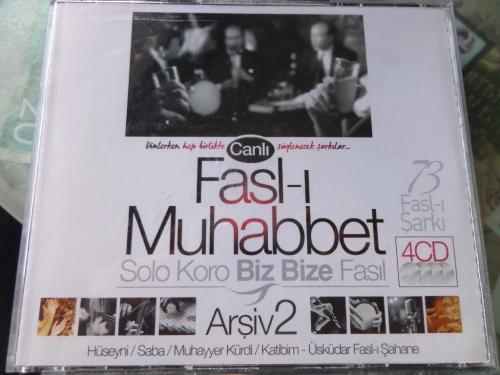 Dinlerken hep birlikte Canlı söylenecek şarkılar...
Fasl-ı
Muhabbet
73
Fasl-ı
Şarkı
4CD
Solo Koro Biz Bize Fasıl
Arşiv2
Hüseyni / Saba / Muhayyer Kürdi / Katibim - Üsküdar Fasl-ı Şahane